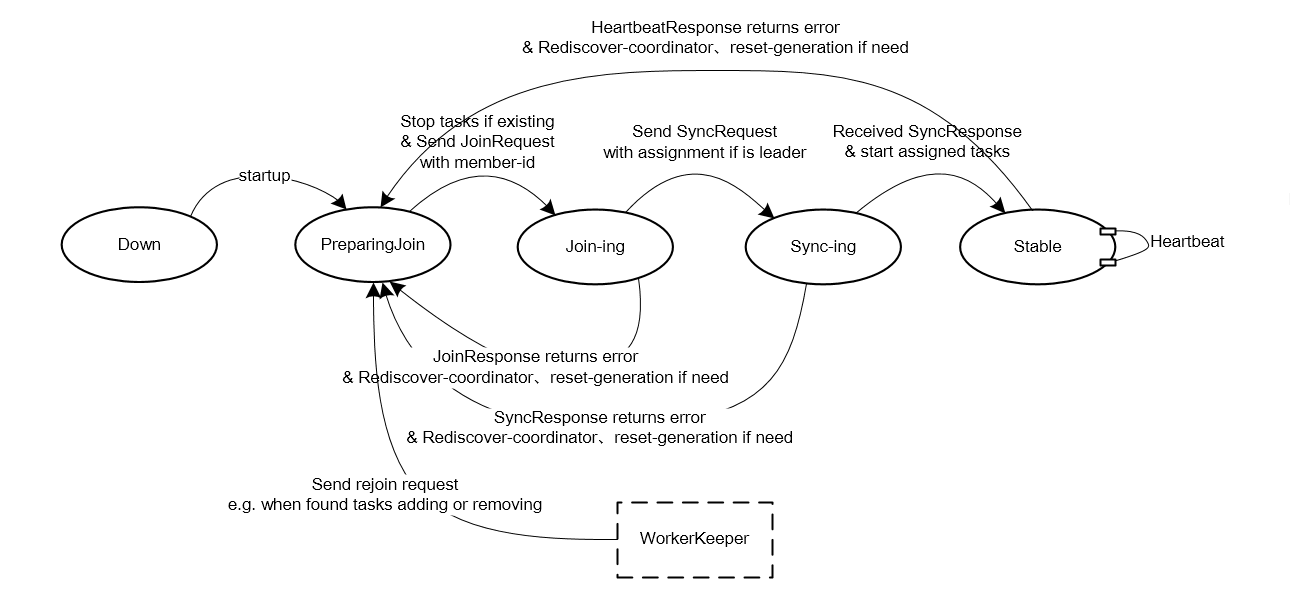 HeartbeatResponse returns error
& Rediscover-coordinator、reset-generation if need
Stop tasks if existing
& Send JoinRequest
with member-id
Send SyncRequest
with assignment if is leader
Received SyncResponse
& start assigned tasks
startup
Down
PreparingJoin
Join-ing
Sync-ing
Stable
Heartbeat
JoinResponse returns error
& Rediscover-coordinator、reset-generation if need
SyncResponse returns error
& Rediscover-coordinator、reset-generation if need
Send rejoin request
e.g. when found tasks adding or removing
WorkerKeeper